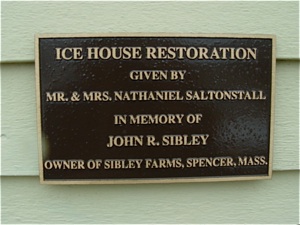 ICE HOUSE RESTORATION
GIVEN BY
MR. & MRS. NATHANIEL SALTONSTALL
IN MEMORY OF
JOHN R. SIBLEY
OWNER OF SIBLEY FARMS, SPENCER, MASS.